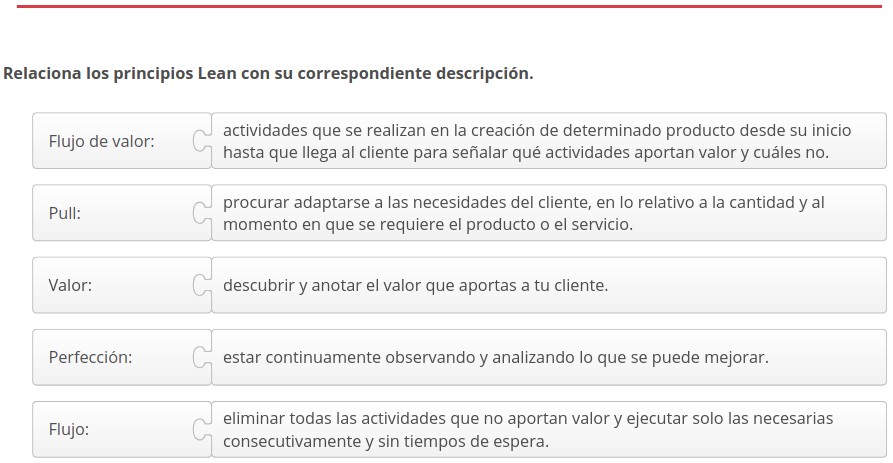 Relaciona los principios Lean con su correspondiente descripción.
Flujo de valor:
actividades que se realizan en la creación de determinado producto desde su inicio
hasta que llega al cliente para señalar qué actividades aportan valor y cuáles no.
Pull:
procurar adaptarse a las necesidades del cliente, en lo relativo a la cantidad y al
momento en que se requiere el producto o el servicio.
Valor:
descubrir y anotar el valor que aportas a tu cliente.
Perfección:
estar continuamente observando y analizando lo que se puede mejorar.
Flujo:
eliminar todas las actividades que no aportan valor y ejecutar solo las necesarias
consecutivamente y sin tiempos de espera.